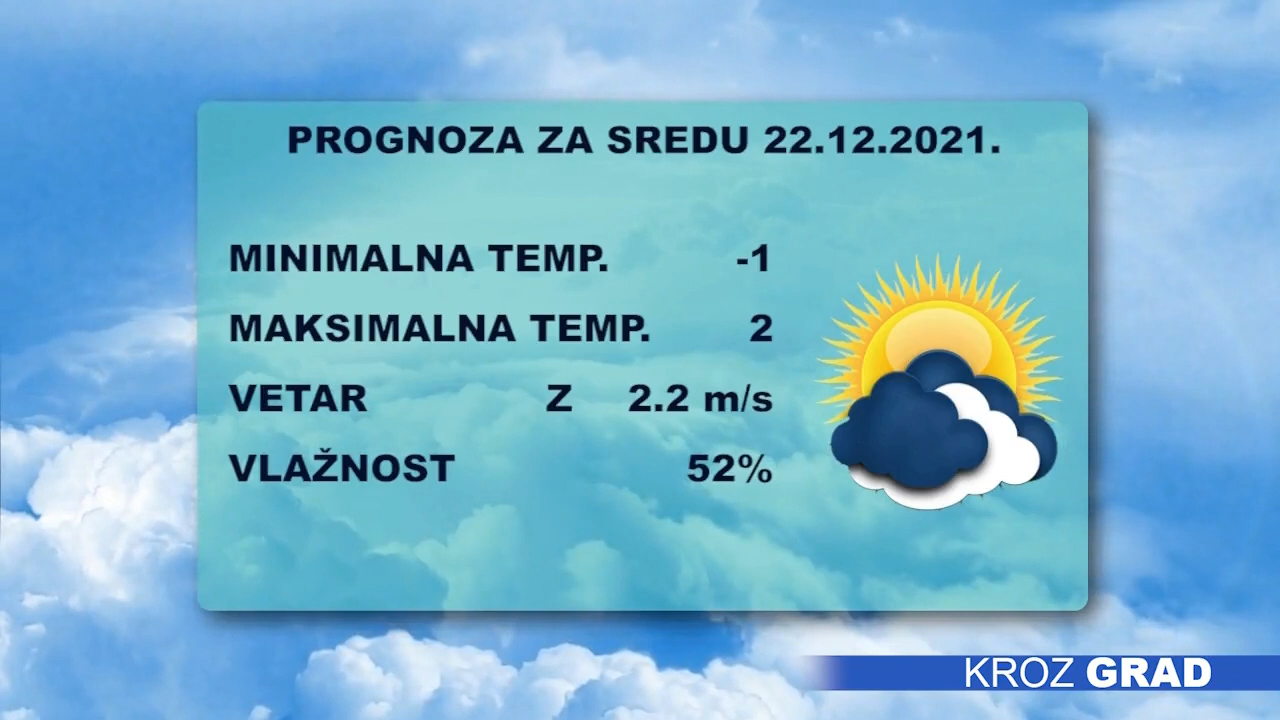 PROGNOZA ZA SREDU 22.12.2021.
MINIMALNA TEMP. -1
MAKSIMALNA TEMP. 2
VETAR Z 2.2 m/s
VLAŽNOST 52%
KROZ GRAD